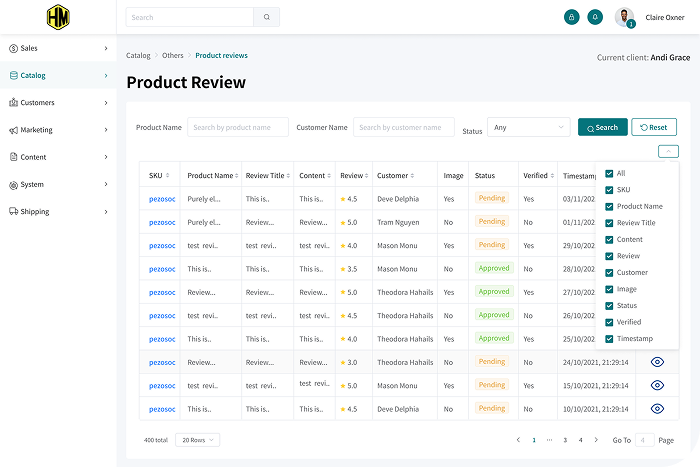 HM
Search
1
Claire Oxner
Sales
Catalog
Customers
Marketing
Content
System
Shipping
Catalog > Others > Product reviews
Current client: Andi Grace
Product Review
Product Name Search by product name Customer Name Search by customer name Status Any Search Reset
SKU Product Name Review Title Content Review Customer Image Status Verified Timestamp
pezosoc Purely el... This is.. This is.. 4.5 Deve Delphia Yes Pending Yes 03/11/202
pezosoc Review... Review... Review... 5.0 Tram Nguyen No Pending No 01/11/202
pezosoc test revi.. test revi.. test revi.. 4.0 Mason Monu Yes Pending Yes 29/10/202
pezosoc This is.. This is.. This is.. 3.5 Mason Monu No Approved No 28/10/202
pezosoc Review... Review... Review... 5.0 Theodora Hahails Yes Approved Yes 27/10/202
pezosoc test revi.. test revi.. test revi.. 4.5 Theodora Hahails No Approved No 26/10/202
pezosoc This is.. This is.. This is.. 4.0 Theodora Hahails Yes Approved Yes 25/10/202
pezosoc Review... Review... Review... 3.0 Theodora Hahails No Pending No 24/10/2021, 21:29:14
pezosoc test revi.. test revi.. test revi.. 5.0 Mason Monu Yes Pending Yes 15/10/2021, 21:29:14
pezosoc This is.. This is.. This is.. 4.5 Deve Delphia No Pending No 10/10/2021, 21:29:14
All
SKU
Product Name
Review Title
Content
Review
Customer
Image
Status
Verified
Timestamp
400 total 20 Rows < 1 ··· 3 4 > Go To 4 Page